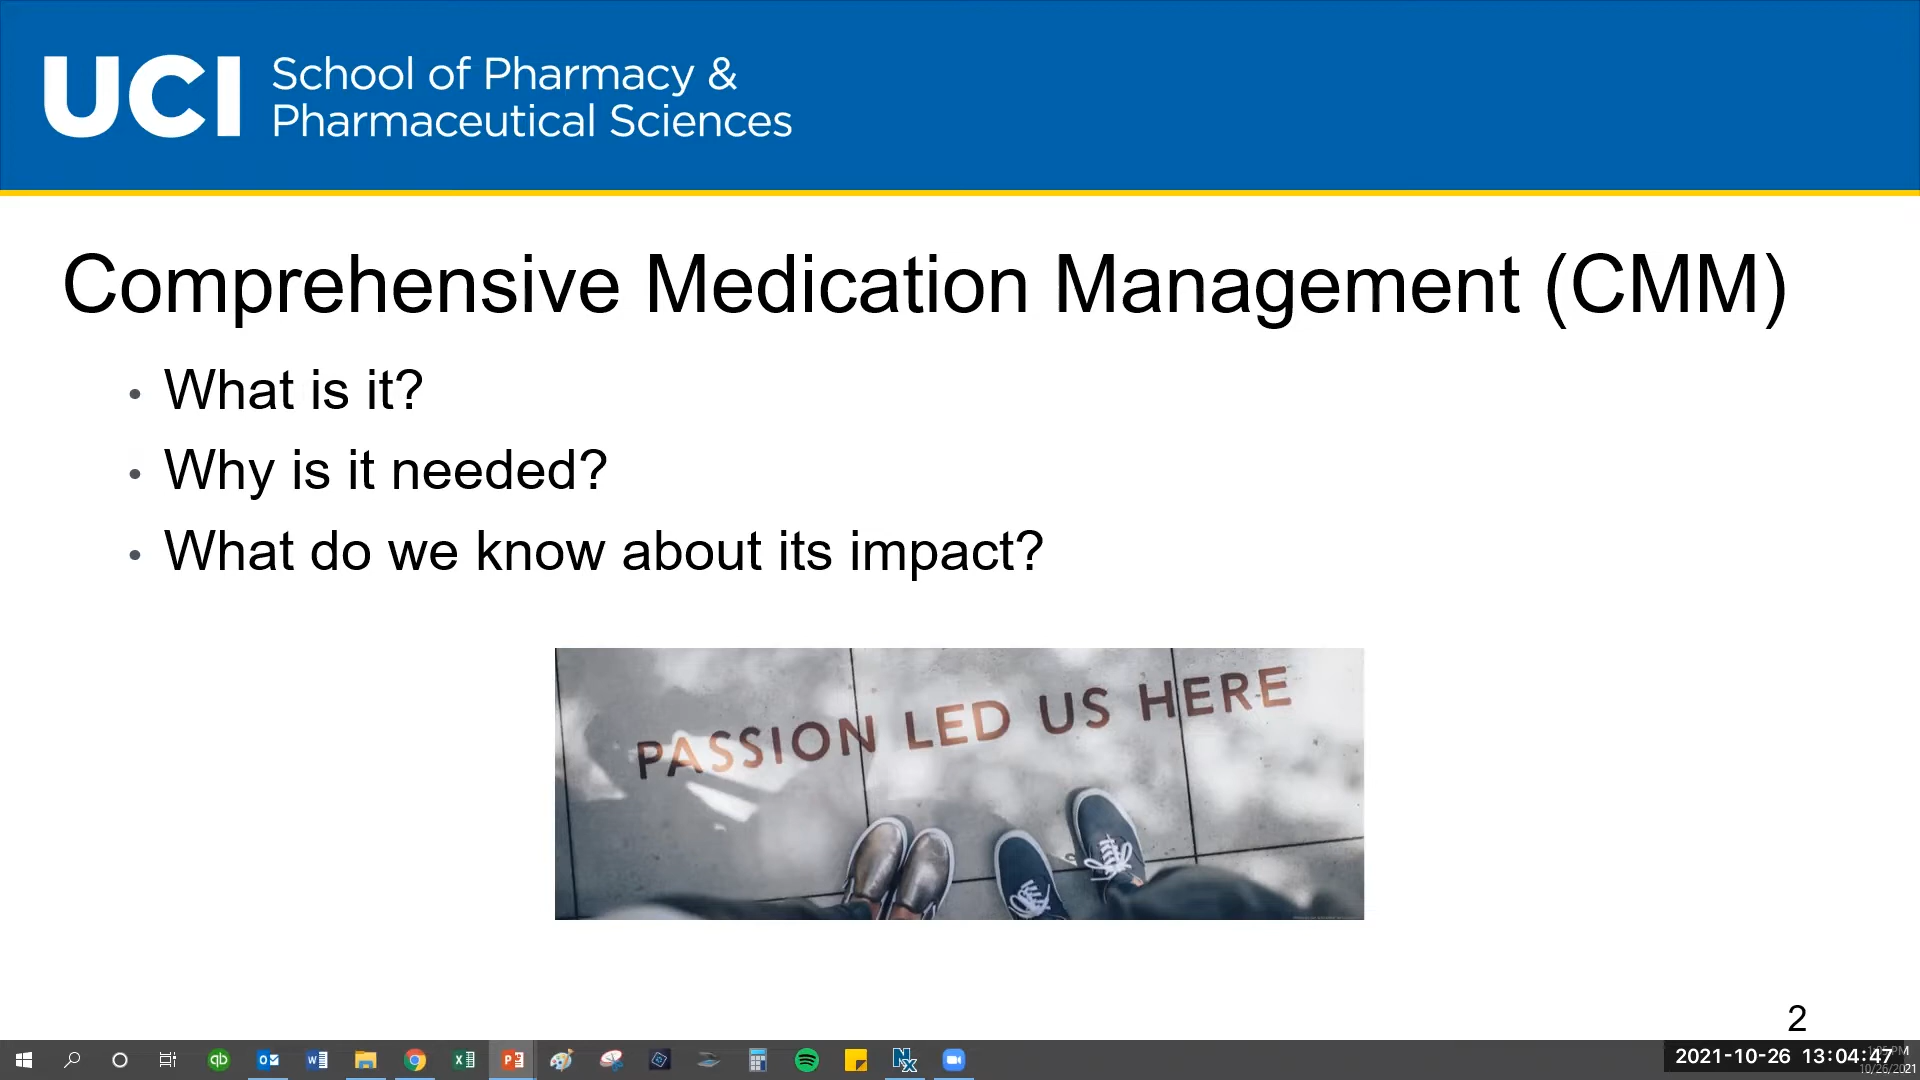 UCI
School of Pharmacy &
Pharmaceutical Sciences
Comprehensive Medication Management (CMM)
• What is it?
• Why is it needed?
• What do we know about its impact?
PASSION LED US HERE
2
qb
2021-10-26 13:04:47
10/26/2021